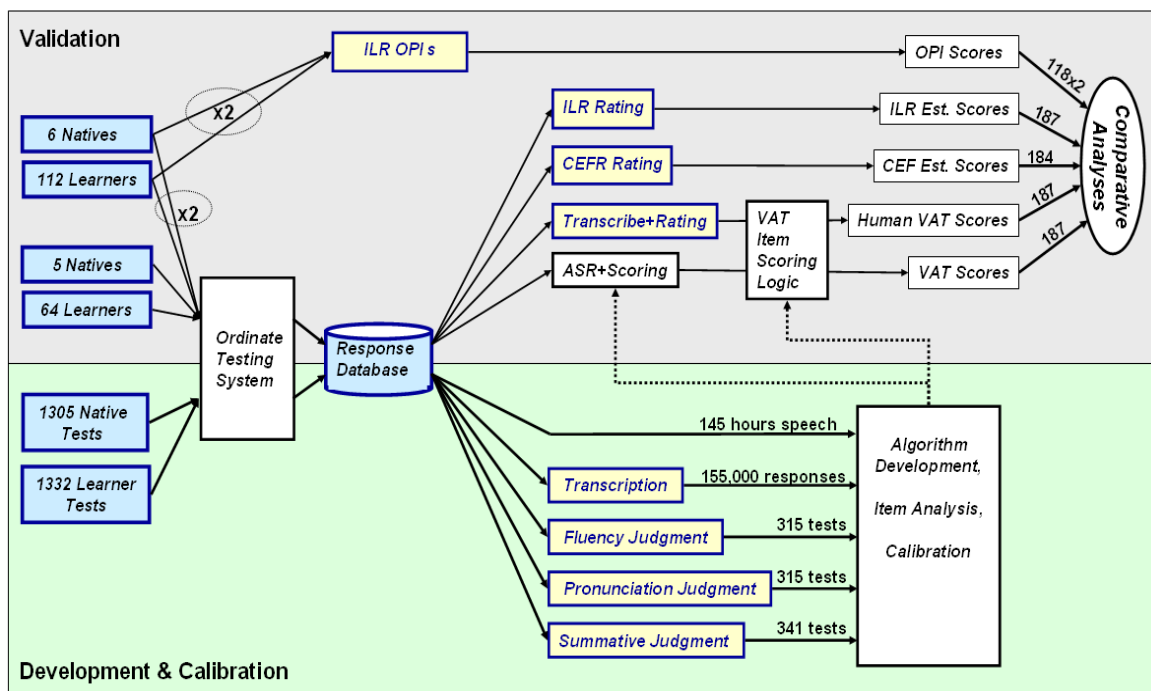 Validation
ILR OPI s
OPI Scores
118x2
x2
6 Natives
112 Learners
x2
ILR Rating
ILR Est. Scores
187
CEFR Rating
CEF Est. Scores
184
Comparative
Analyses
Transcribe+Rating
VAT
Item
Scoring
Logic
Human VAT Scores
187
5 Natives
64 Learners
ASR+Scoring
VAT Scores
187
Ordinate
Testing
System
Response
Database
1305 Native
Tests
1332 Learner
Tests
145 hours speech
Transcription
155,000 responses
Fluency Judgment
315 tests
Pronunciation Judgment
315 tests
Summative Judgment
341 tests
Algorithm
Development,
Item Analysis,
Calibration
Development & Calibration